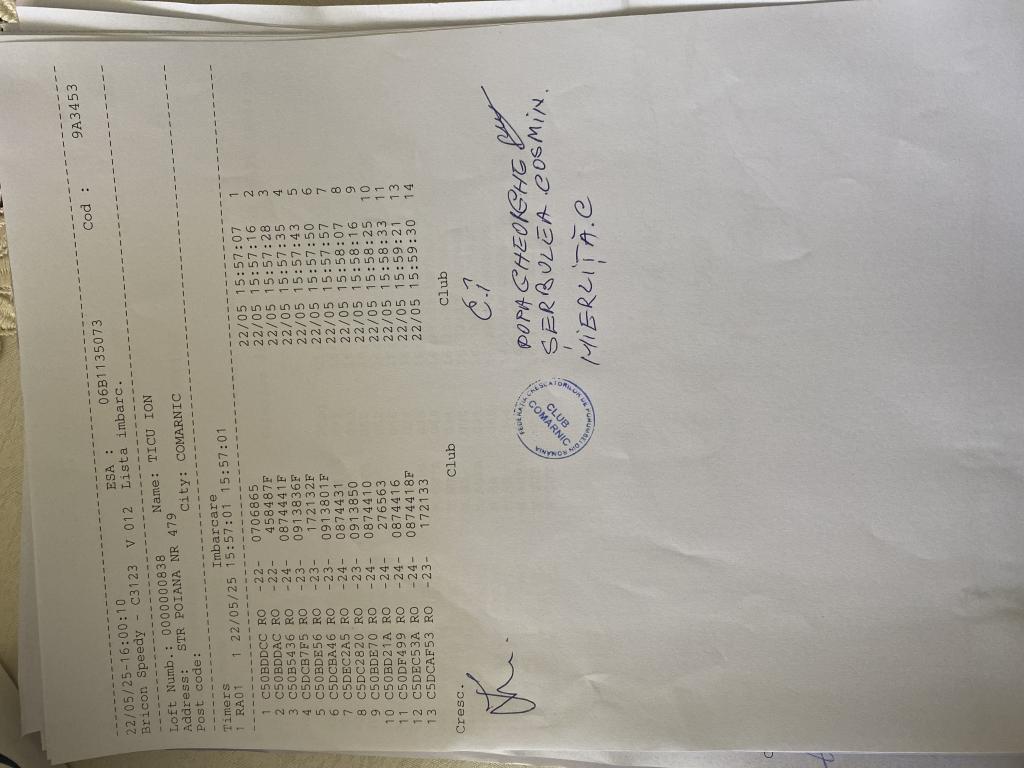 22/05/25-16:00:10 ESA : 06B1135073 Cod : 9A3453
Bricon Speedy - C3123 V 012 Lista imbarc.
Loft Numb.: 0000000838 Name: TICU ION
Address: STR POIANA NR 479
Post code: City: COMARNIC
Timers Imbarcare
1 RA01 1 22/05/25 15:57:01 15:57:01
1 C50BDDCC RO -22- 0706865 22/05 15:57:07 1
2 C50BDDAC RO -22- 458487F 22/05 15:57:16 2
3 C50B5436 RO -24- 0874441F 22/05 15:57:28 3
4 C5DCB7F5 RO -23- 0913836F 22/05 15:57:35 4
5 C50BDE56 RO -23- 172132F 22/05 15:57:43 5
6 C5DCBA46 RO -23- 0913801F 22/05 15:57:50 6
7 C5DEC2A5 RO -24- 0874431 22/05 15:57:57 7
8 C5DC2820 RO -23- 0913850 22/05 15:58:07 8
9 C50BDE70 RO -24- 0874410 22/05 15:58:16 9
10 C50BD21A RO -24- 276563 22/05 15:58:25 10
11 C50DF499 RO -24- 0874416 22/05 15:58:33 11
12 C5DEC53A RO -24- 0874418F 22/05 15:59:21 13
13 C5DCAF53 RO -23- 172133 22/05 15:59:30 14
Cresc. Club Club
C.I
POPA GHEORGHE
ȘERBULEA COSMIN.
MIERLIȚĂ.C
FEDERATIA CRESCATORILOR DE PORUMBEI DIN ROMANIA
CLUB
COMARNIC